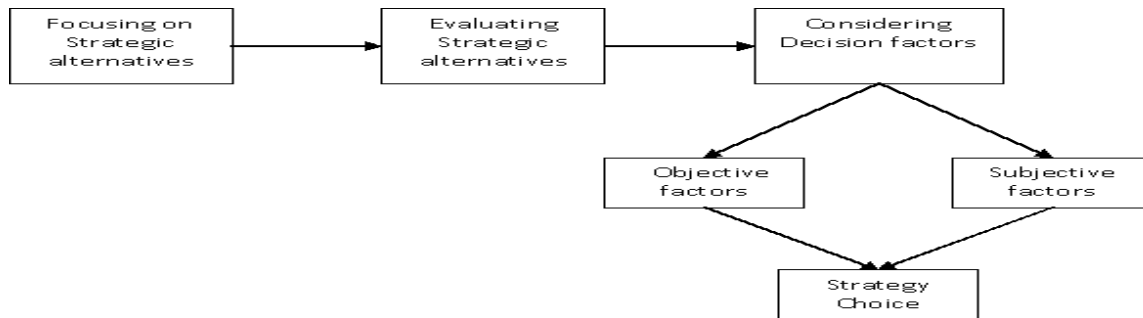 Focusing on
Strategic
alternatives
Evaluating
Strategic
alternatives
Considering
Decision factors
Objective
factors
Subjective
factors
Strategy
Choice